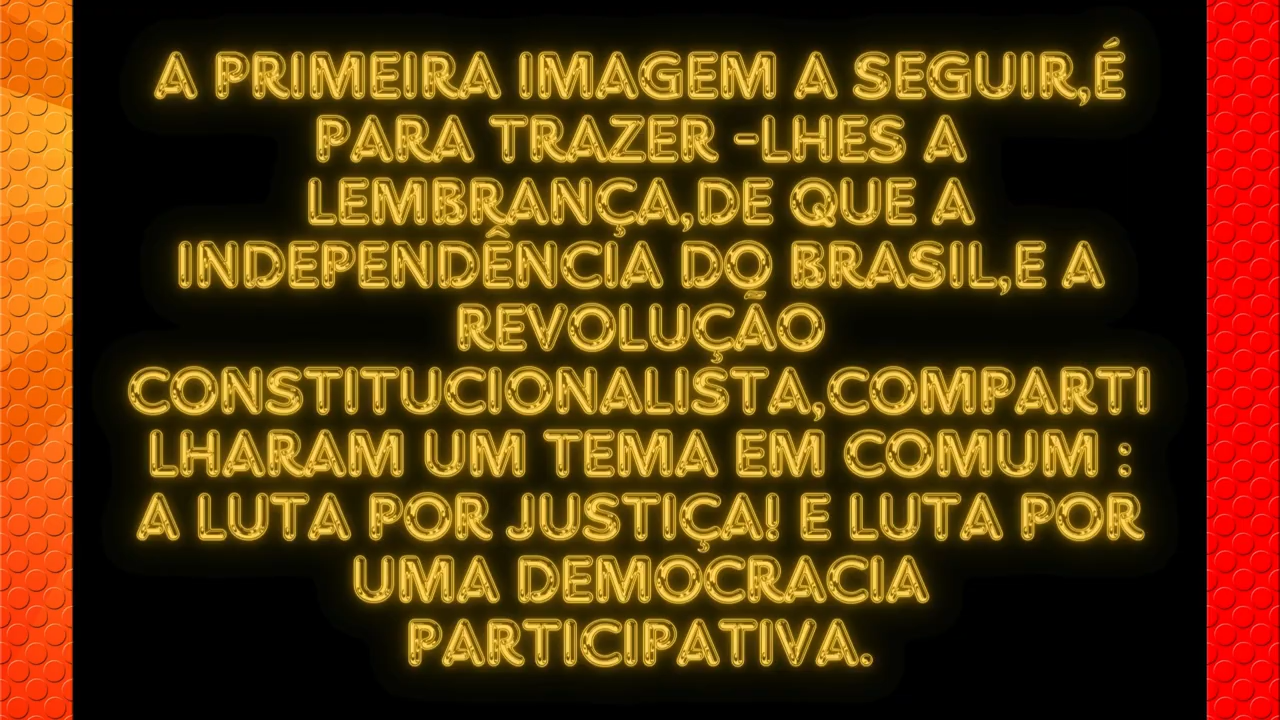 A PRIMEIRA IMAGEM A SEGUIR,É
PARA TRAZER -LHES A
LEMBRANÇA,DE QUE A
INDEPENDÊNCIA DO BRASIL,E A
REVOLUÇÃO
CONSTITUCIONALISTA,COMPARTI
LHARAM UM TEMA EM COMUM :
A LUTA POR JUSTIÇA! E LUTA POR
UMA DEMOCRACIA
PARTICIPATIVA.